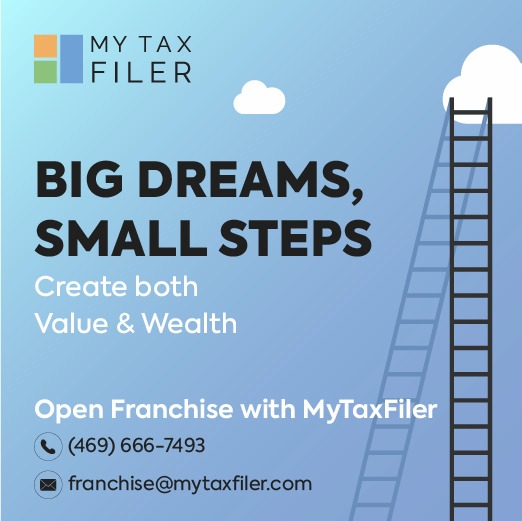 MY TAX
FILER
BIG DREAMS,
SMALL STEPS
Create both
Value & Wealth
Open Franchise with MyTaxFiler
(469) 666-7493
franchise@mytaxfiler.com